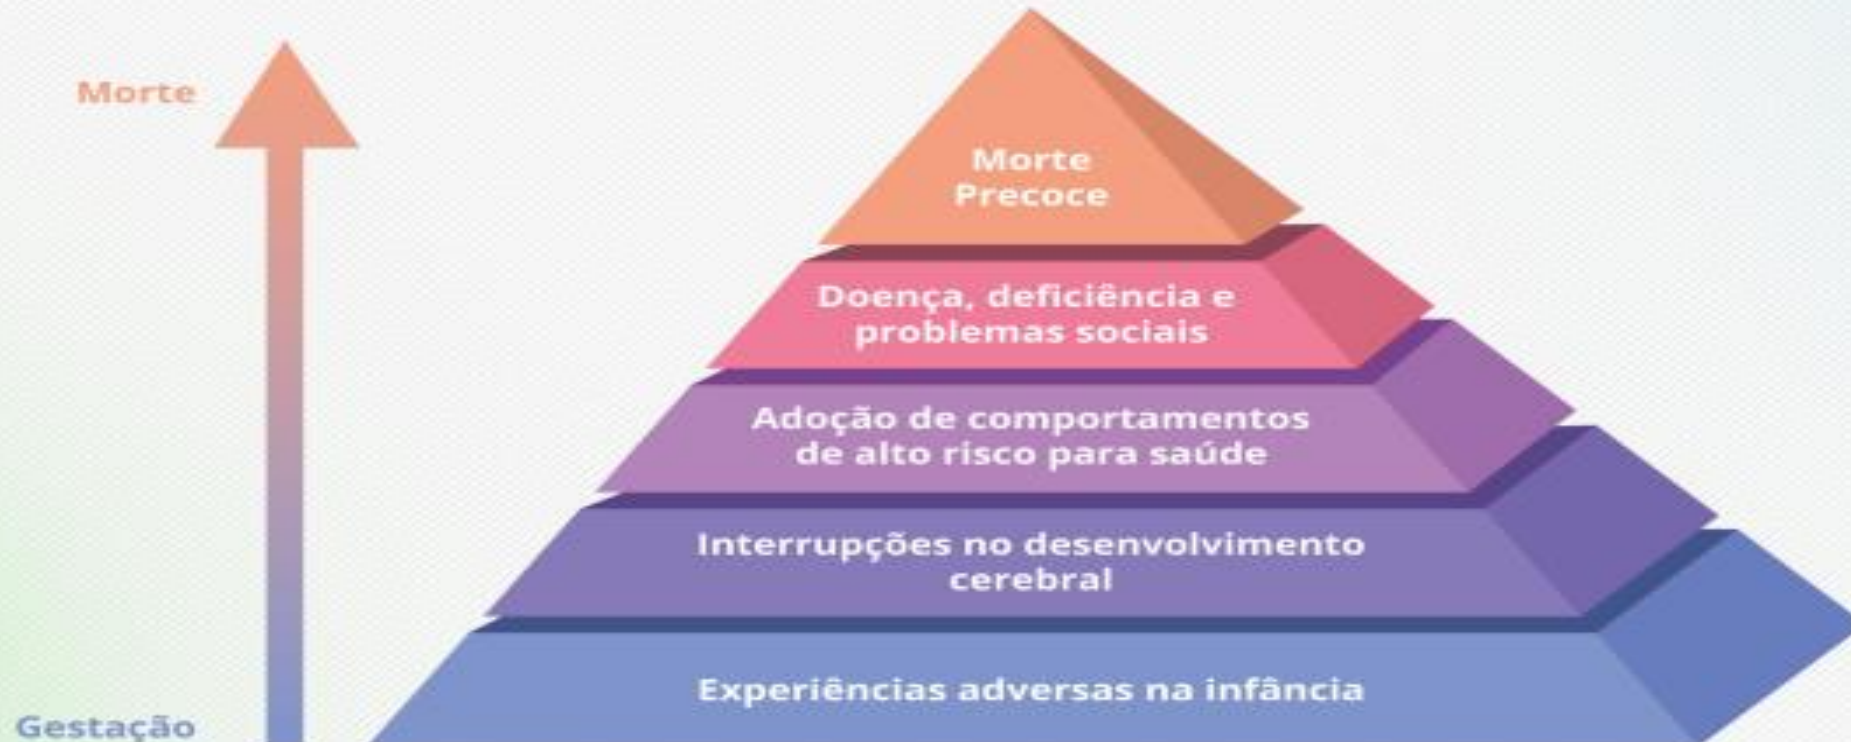 Morte
Morte
Precoce
Doença, deficiência e
problemas sociais
Adoção de comportamentos
de alto risco para saúde
Interrupções no desenvolvimento
cerebral
Experiências adversas na infância
Gestação